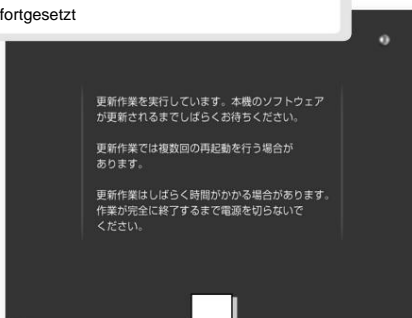 fortgesetzt
更新作業を実行しています。本機のソフトウェア
が更新されるまでしばらくお待ちください。
更新作業では複数回の再起動を行う場合が
あります。
更新作業はしばらく時間がかかる場合があります。
作業が完全に終了するまで電源を切らないで
ください。